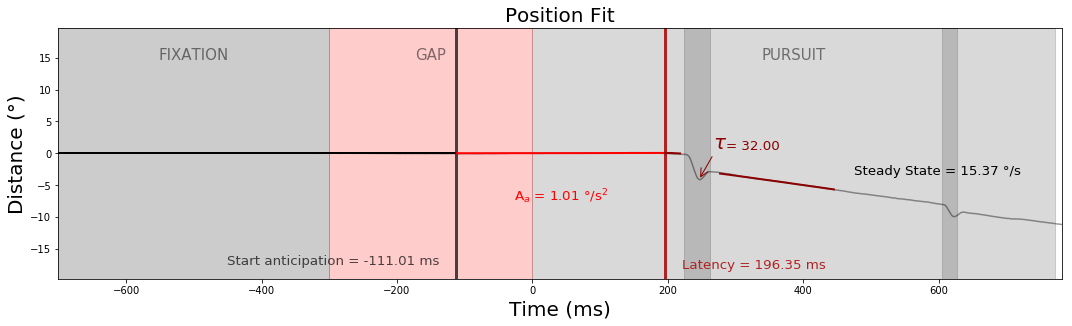 Position Fit
FIXATION
GAP
PURSUIT
15
10
5
0
−5
−10
−15
Distance (°)
τ = 32.00
Steady State = 15.37 °/s
Aₐ = 1.01 °/s²
Start anticipation = -111.01 ms
Latency = 196.35 ms
−600
−400
−200
0
200
400
600
Time (ms)